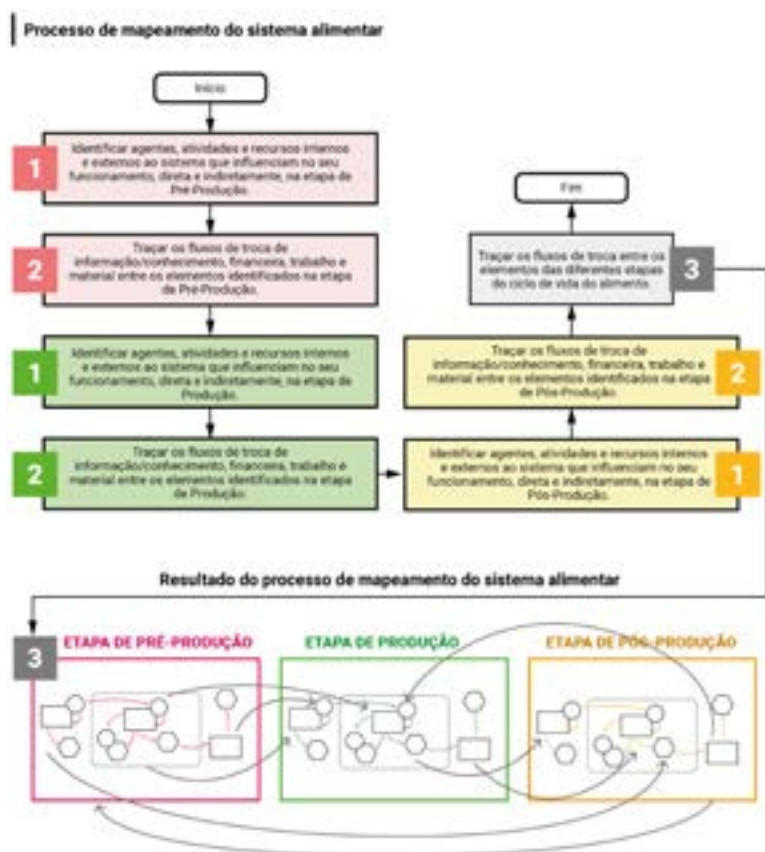 Processo de mapeamento do sistema alimentar
Início
1
Identificar agentes, atividades e recursos internos
e externos ao sistema que influenciam no seu
funcionamento, direta e indiretamente, na etapa de
Pré-Produção.
2
Traçar os fluxos de troca de
informação/conhecimento, financeira, trabalho e
material entre os elementos identificados na etapa
de Pré-Produção.
1
Identificar agentes, atividades e recursos internos
e externos ao sistema que influenciam no seu
funcionamento, direta e indiretamente, na etapa de
Produção.
2
Traçar os fluxos de troca de
informação/conhecimento, financeira, trabalho e
material entre os elementos identificados na etapa
de Produção.
Identificar agentes, atividades e recursos internos
e externos ao sistema que influenciam no seu
funcionamento, direta e indiretamente, na etapa de
Pós-Produção.
1
Traçar os fluxos de troca de
informação/conhecimento, financeira, trabalho e
material entre os elementos identificados na etapa
de Pós-Produção.
2
Traçar os fluxos de troca entre os
elementos das diferentes etapas
do ciclo de vida do alimento.
3
Fim
Resultado do processo de mapeamento do sistema alimentar
3
ETAPA DE PRÉ-PRODUÇÃO
ETAPA DE PRODUÇÃO
ETAPA DE PÓS-PRODUÇÃO